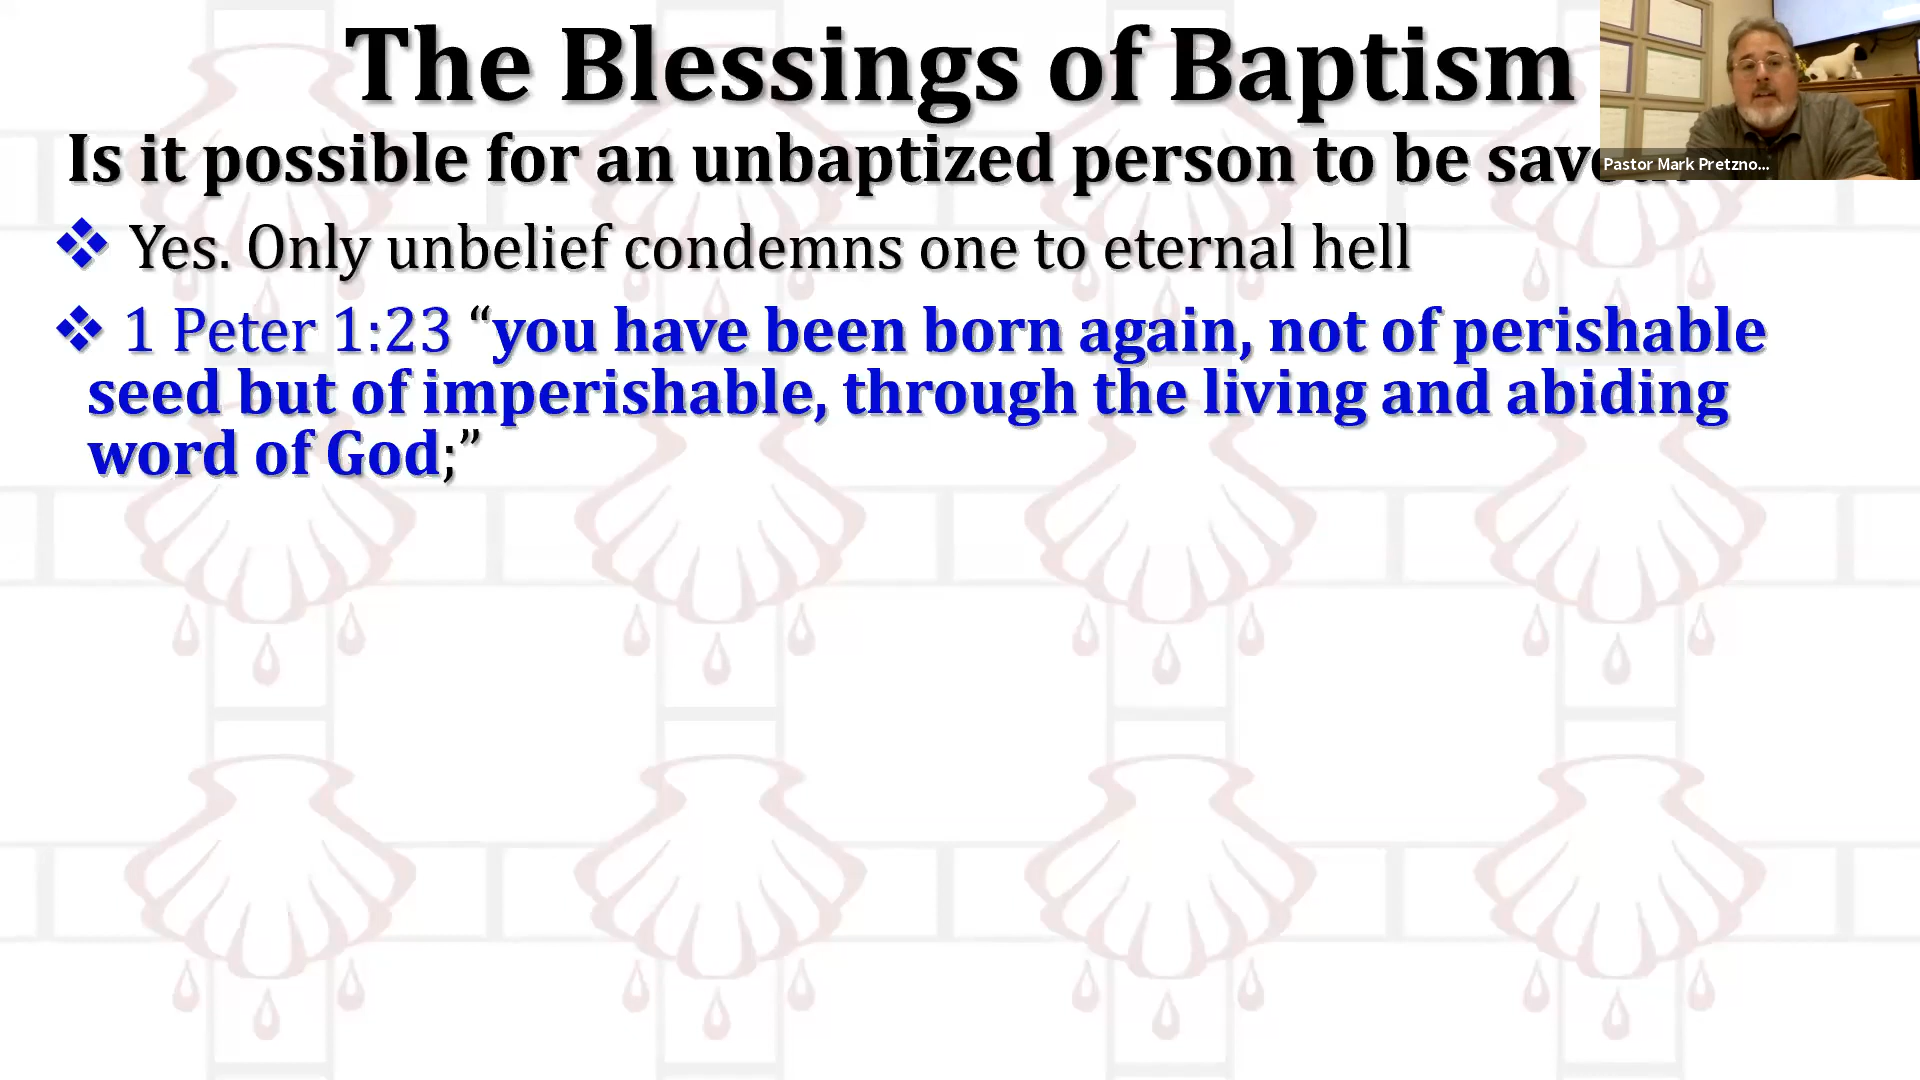 The Blessings of Baptism
Is it possible for an unbaptized person to be
Pastor Mark Pretzno...
❖ Yes. Only unbelief condemns one to eternal hell
❖ 1 Peter 1:23 “you have been born again, not of perishable
seed but of imperishable, through the living and abiding
word of God;”